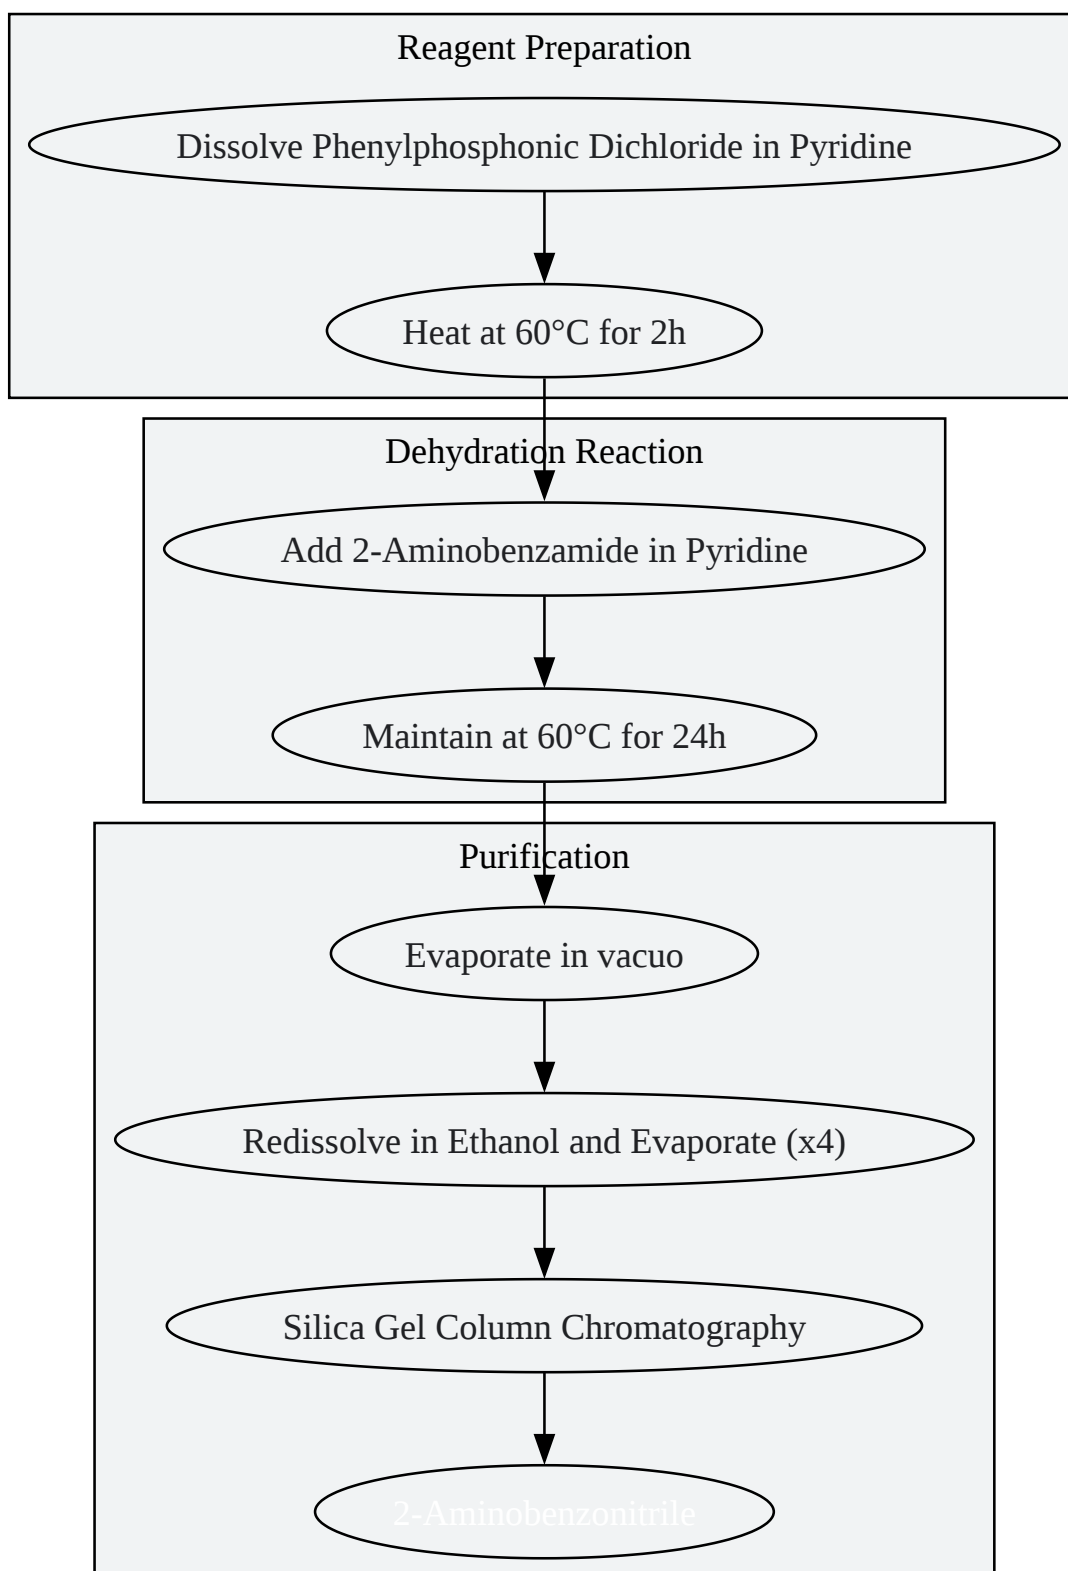 Reagent Preparation
Dissolve Phenylphosphonic Dichloride in Pyridine
Heat at 60°C for 2h
Dehydration Reaction
Add 2-Aminobenzamide in Pyridine
Maintain at 60°C for 24h
Purification
Evaporate in vacuo
Redissolve in Ethanol and Evaporate (x4)
Silica Gel Column Chromatography
2-Aminobenzonitrile